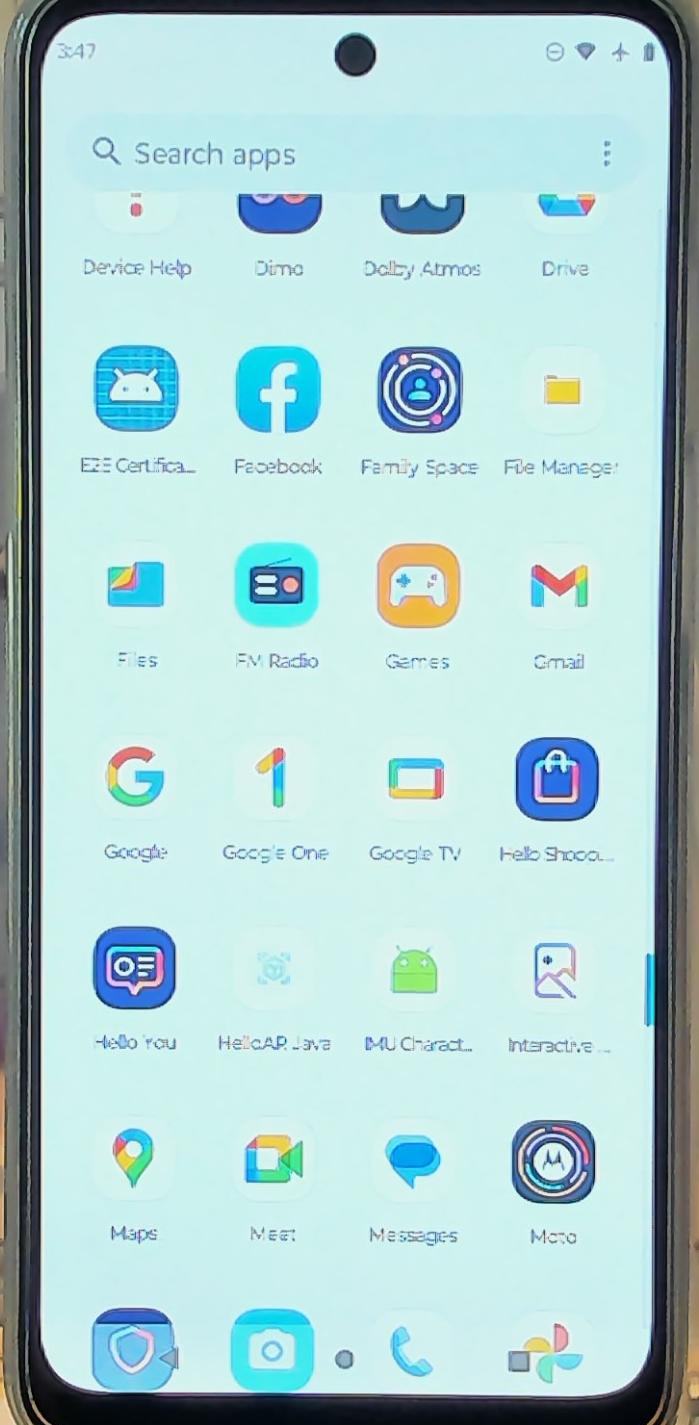 3:47
Search apps
Device Help Dimo Dolby Atmos Drive
E2E Certifica... Facebook Family Space File Manager
Files FM Radio Games Gmail
Google Google One Google TV Hello Shopp...
Hello You HelloAR Java IMU Charact... Interactive ...
Maps Meet Messages Moto